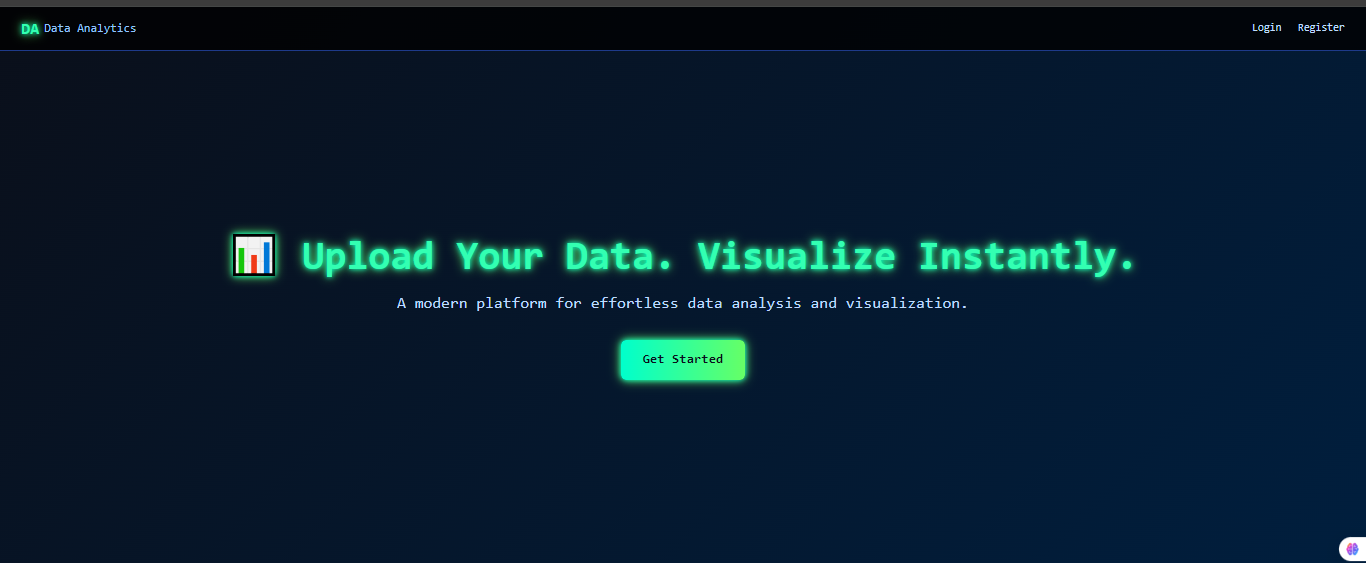 DA Data Analytics
Login Register
📊 Upload Your Data. Visualize Instantly.
A modern platform for effortless data analysis and visualization.
Get Started